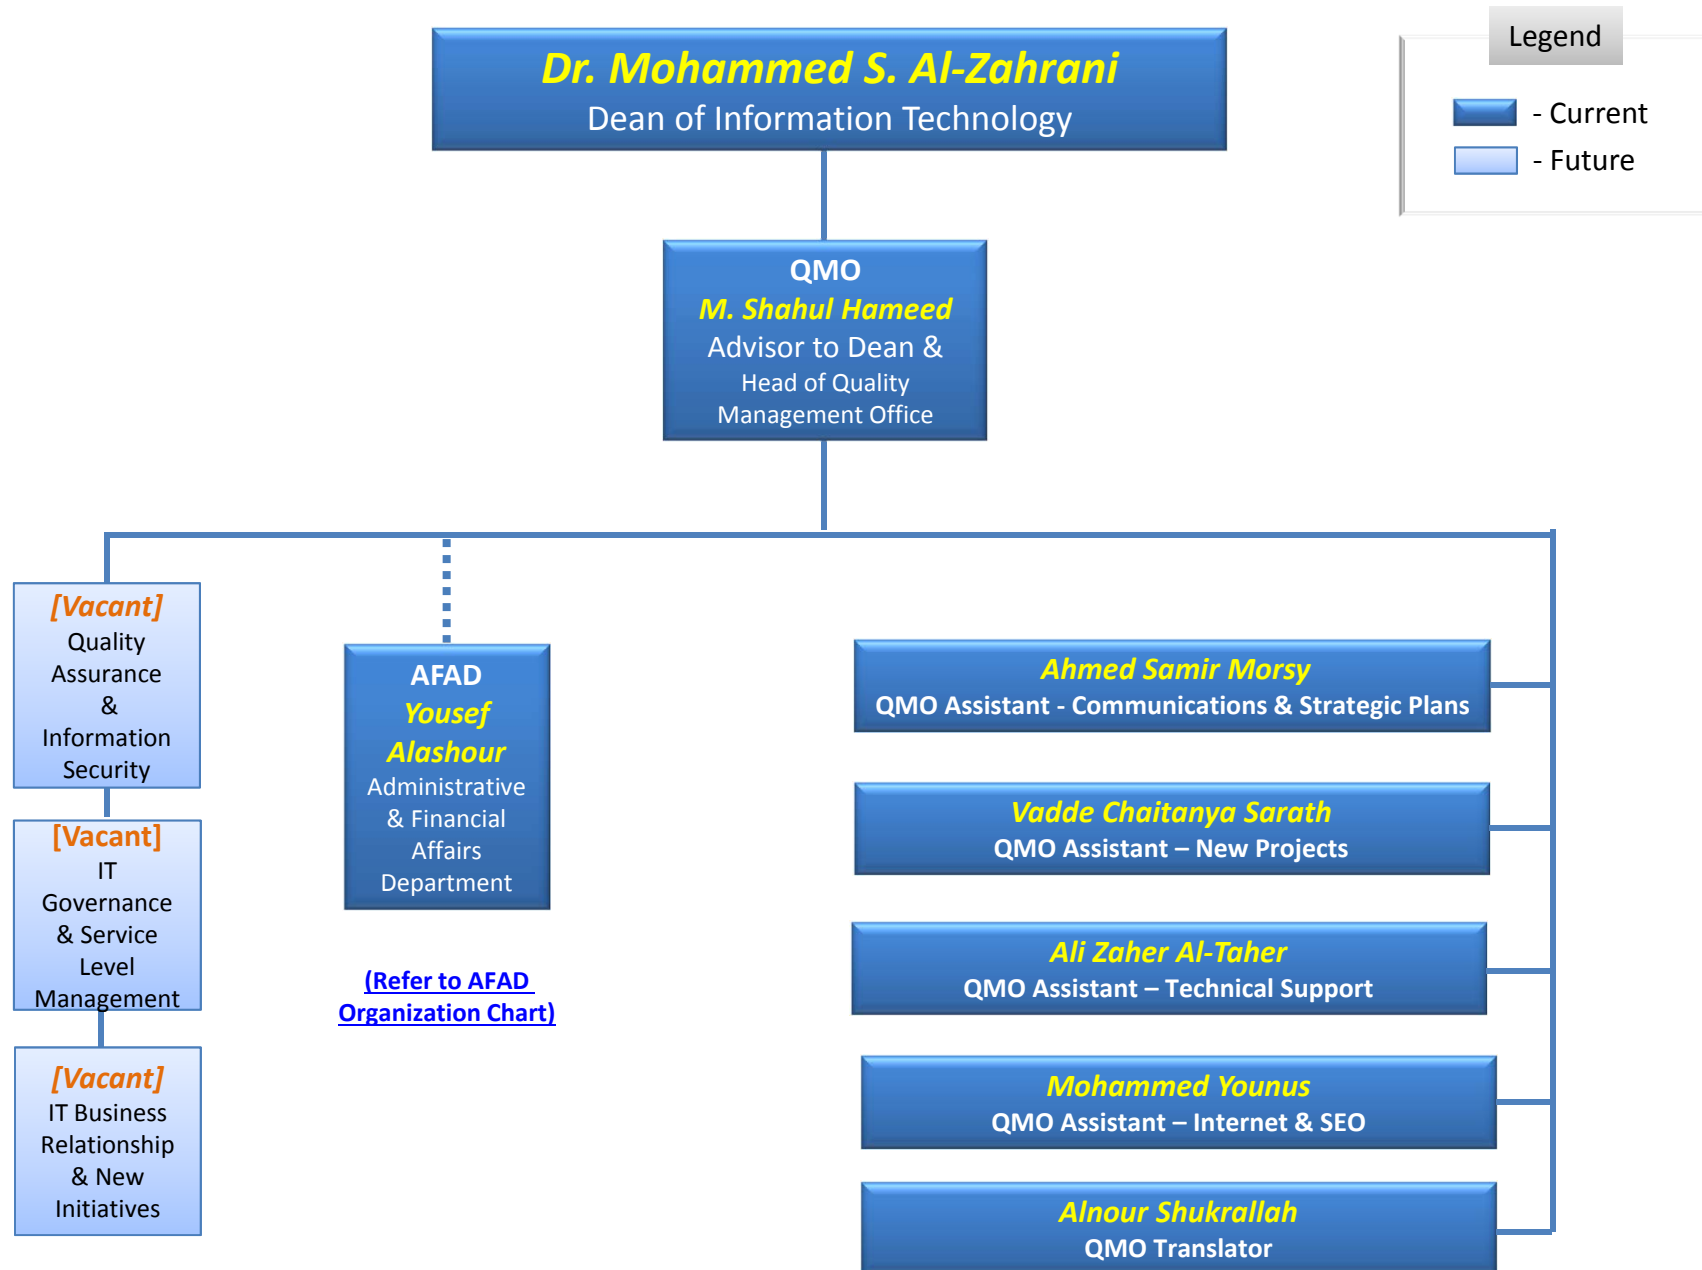 Dr. Mohammed S. Al-Zahrani
Dean of Information Technology
Legend
- Current
- Future
QMO
M. Shahul Hameed
Advisor to Dean &
Head of Quality
Management Office
[Vacant]
Quality
Assurance
&
Information
Security
[Vacant]
IT
Governance
& Service
Level
Management
[Vacant]
IT Business
Relationship
& New
Initiatives
AFAD
Yousef
Alashour
Administrative
& Financial
Affairs
Department
(Refer to AFAD
Organization Chart)
Ahmed Samir Morsy
QMO Assistant - Communications & Strategic Plans
Vadde Chaitanya Sarath
QMO Assistant – New Projects
Ali Zaher Al-Taher
QMO Assistant – Technical Support
Mohammed Younus
QMO Assistant – Internet & SEO
Alnour Shukrallah
QMO Translator